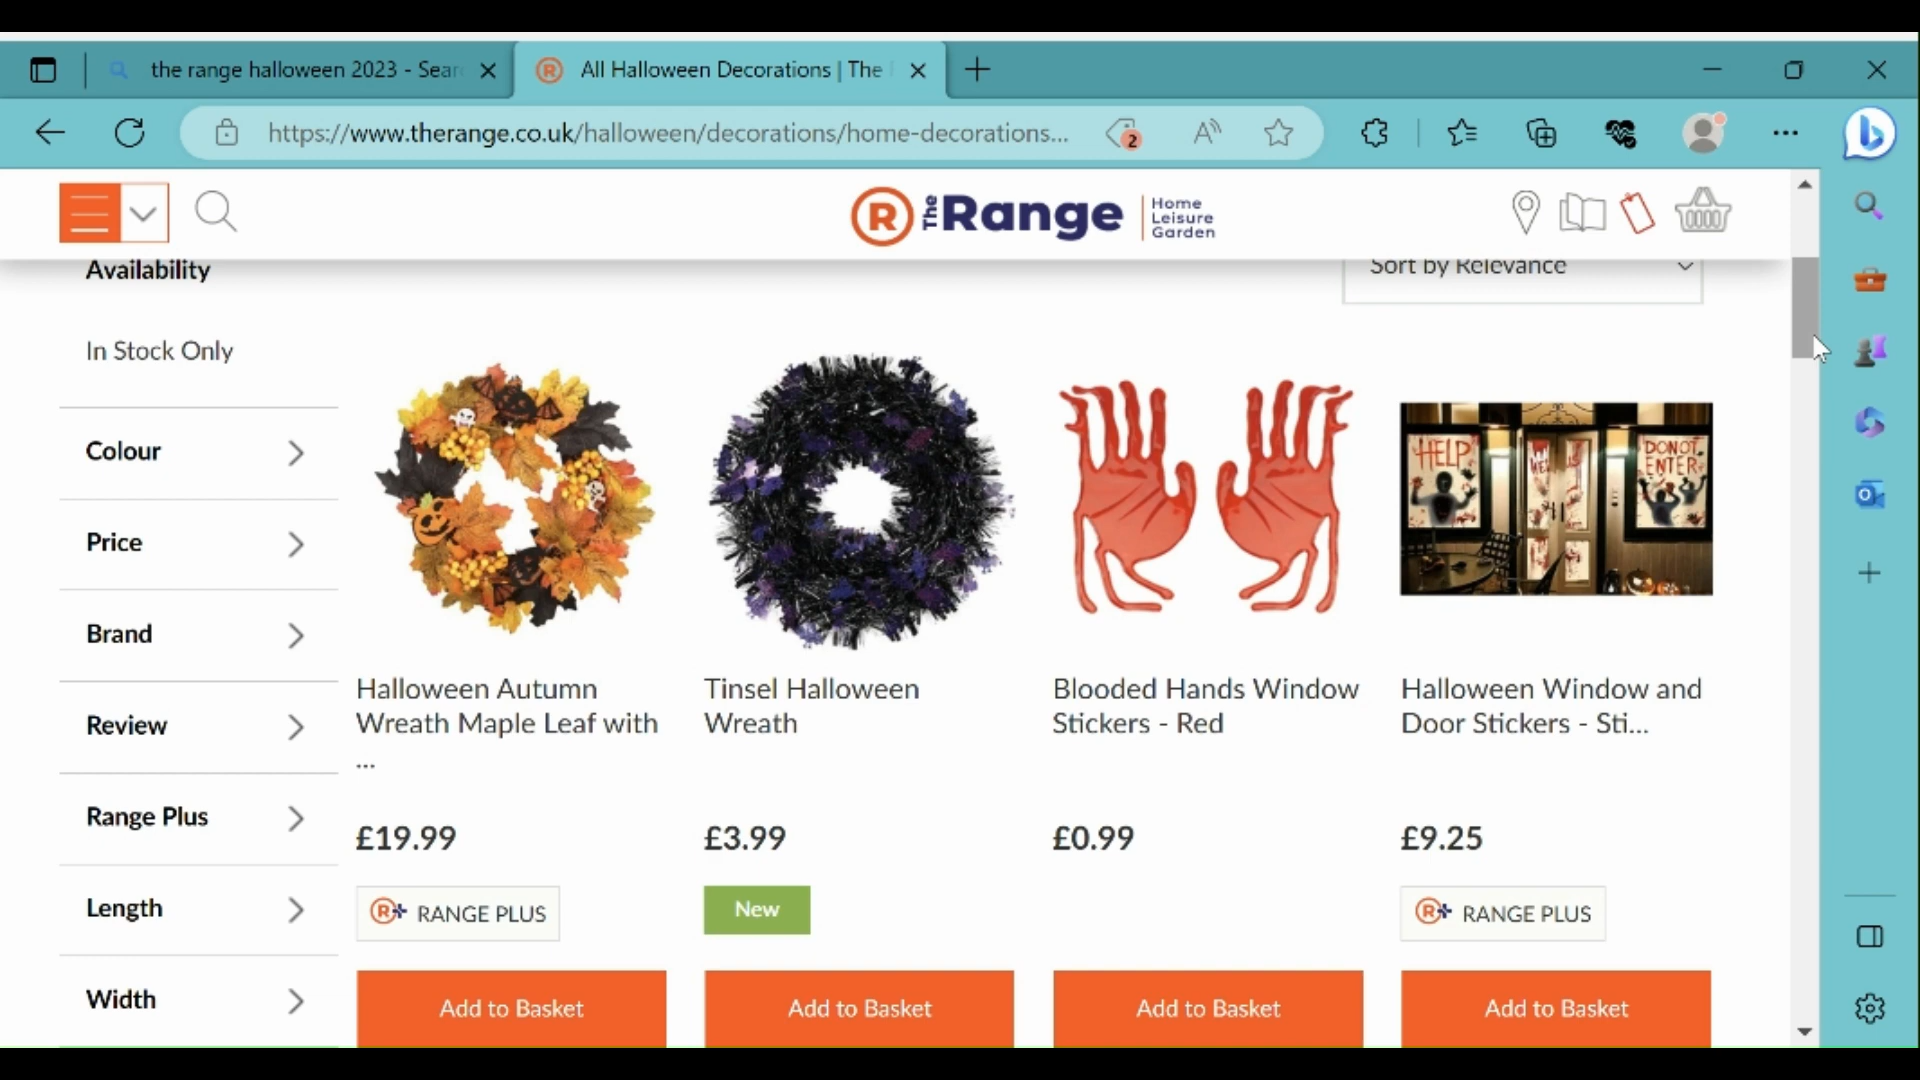 the range halloween 2023 - Sear
All Halloween Decorations | The
https://www.therange.co.uk/halloween/decorations/home-decorations...
2
R The Range
Home
Leisure
Garden
Availability
Sort by Relevance
In Stock Only
Colour
Price
Brand
Review
Range Plus
Length
Width
HELP
DO NOT
ENTER
Halloween Autumn
Wreath Maple Leaf with
...
£19.99
R+ RANGE PLUS
Add to Basket
Tinsel Halloween
Wreath
£3.99
New
Add to Basket
Blooded Hands Window
Stickers - Red
£0.99
Add to Basket
Halloween Window and
Door Stickers - Sti...
£9.25
R+ RANGE PLUS
Add to Basket